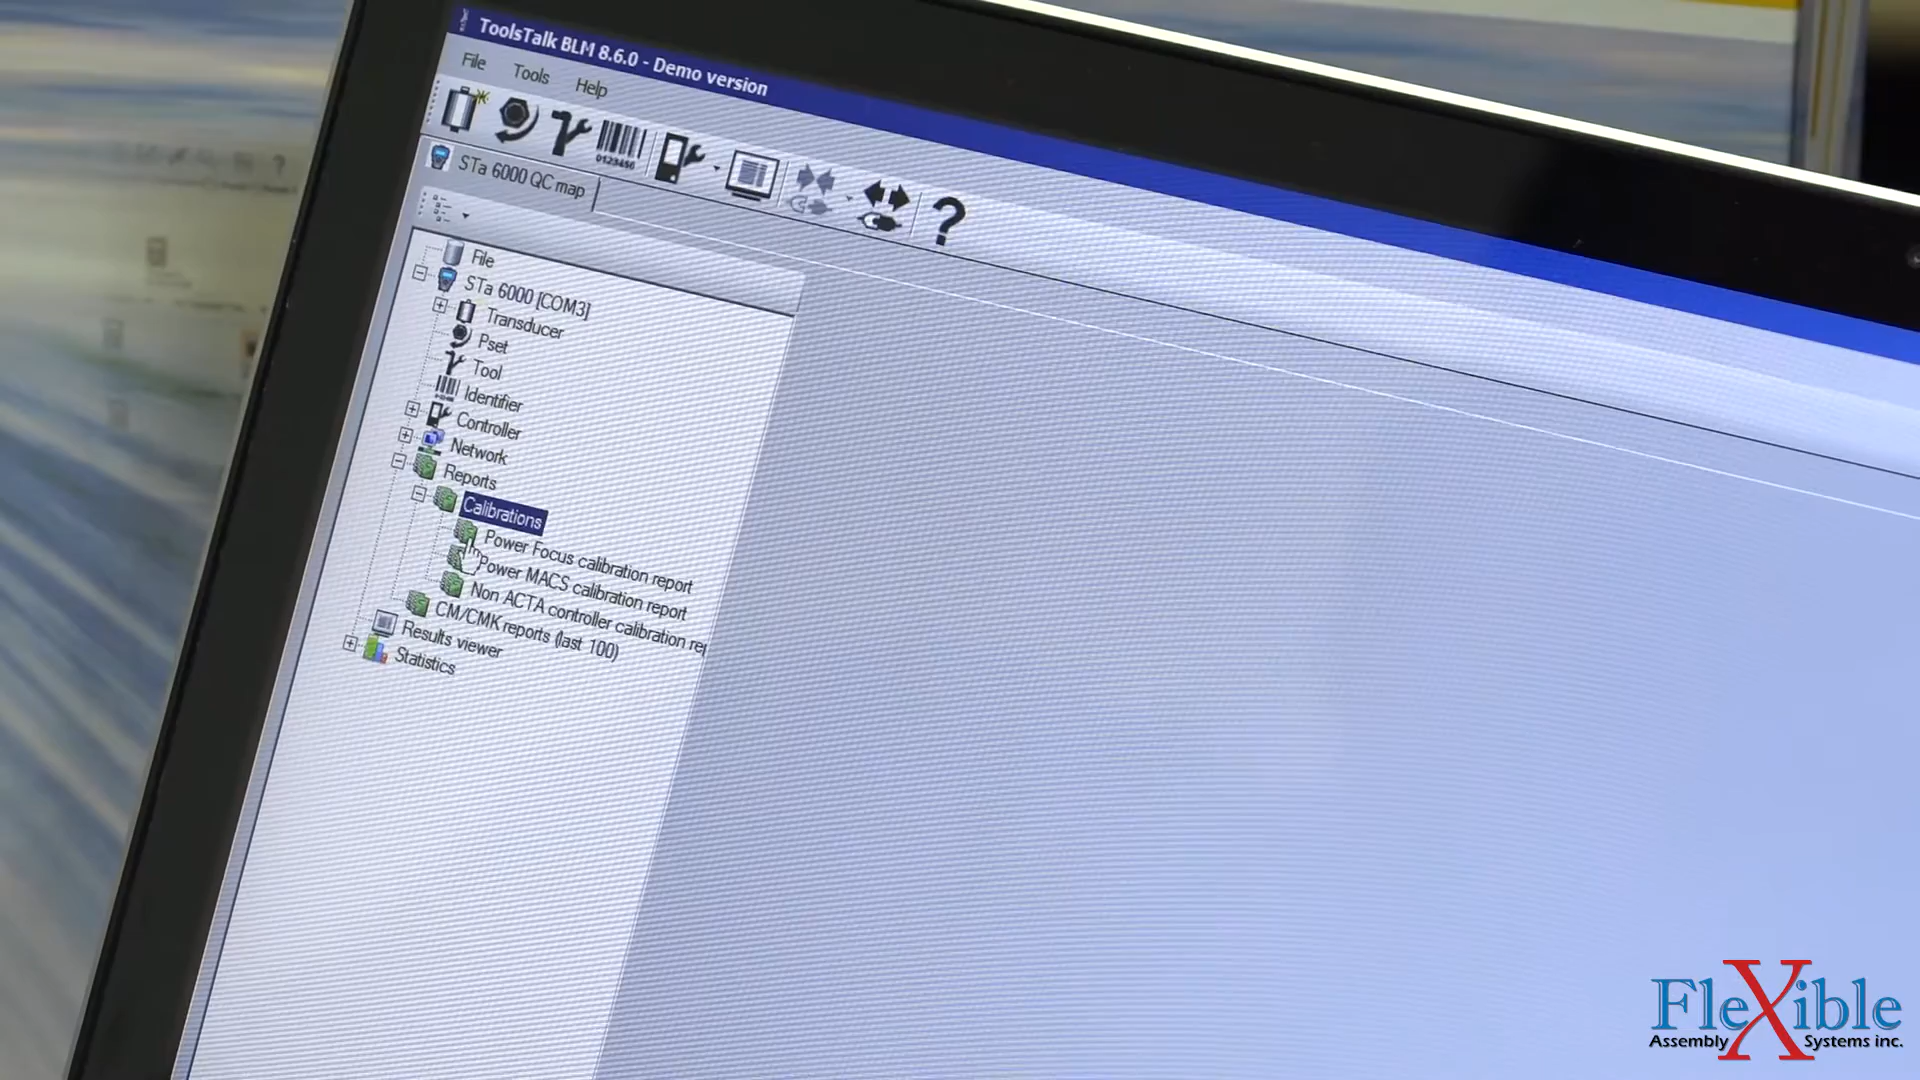 ToolsTalk BLM 8.6.0 - Demo version
File Tools Help
0123456
STa 6000 QC map
File
STa 6000 [COM3]
Transducer
Pset
Tool
Identifier
Controller
Network
Reports
Calibrations
Power Focus calibration report
Power MACS calibration report
Non ACTA controller calibration rep
CM/CMK reports (last 100)
Results viewer
Statistics
FleXible
Assembly Systems inc.